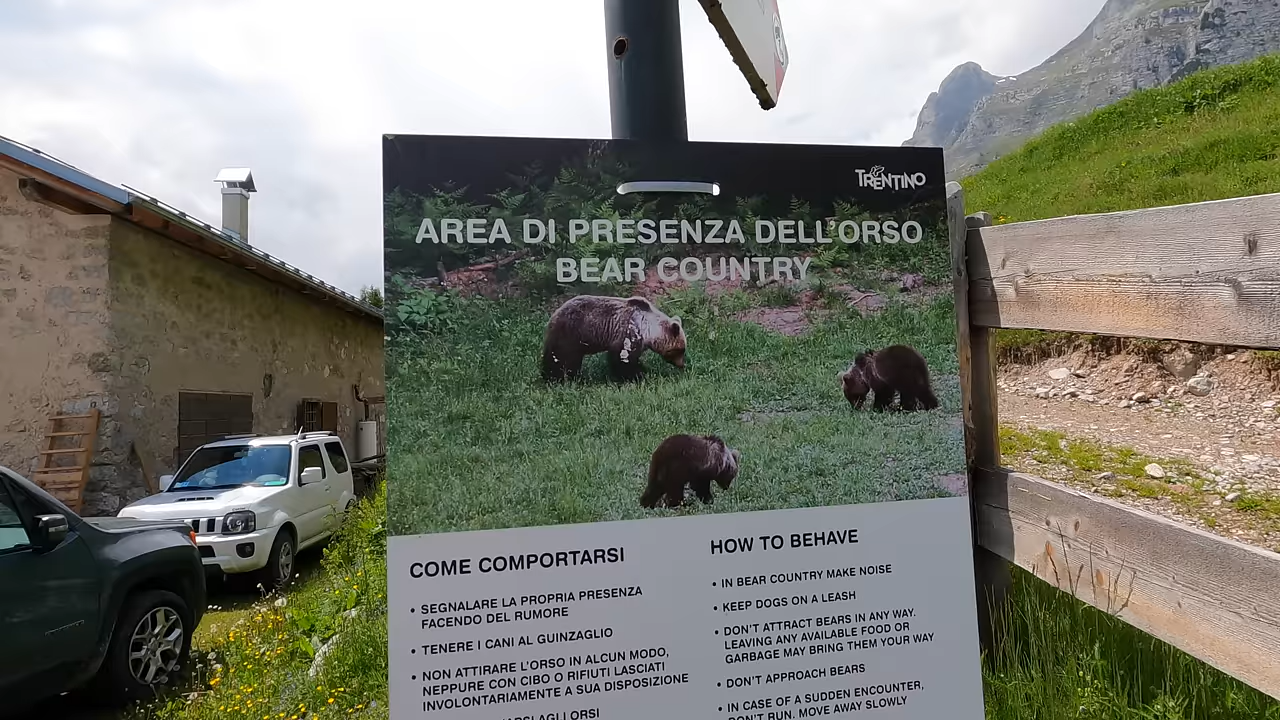 TRENTINO
AREA DI PRESENZA DELL'ORSO
BEAR COUNTRY
COME COMPORTARSI
• SEGNALARE LA PROPRIA PRESENZA
FACENDO DEL RUMORE
• TENERE I CANI AL GUINZAGLIO
• NON ATTIRARE L'ORSO IN ALCUN MODO,
NEPPURE CON CIBO O RIFIUTI LASCIATI
INVOLONTARIAMENTE A SUA DISPOSIZIONE
AGLI ORSI
HOW TO BEHAVE
• IN BEAR COUNTRY MAKE NOISE
• KEEP DOGS ON A LEASH
• DON'T ATTRACT BEARS IN ANY WAY.
LEAVING ANY AVAILABLE FOOD OR
GARBAGE MAY BRING THEM YOUR WAY
• DON'T APPROACH BEARS
• IN CASE OF A SUDDEN ENCOUNTER,
DON'T RUN. MOVE AWAY SLOWLY